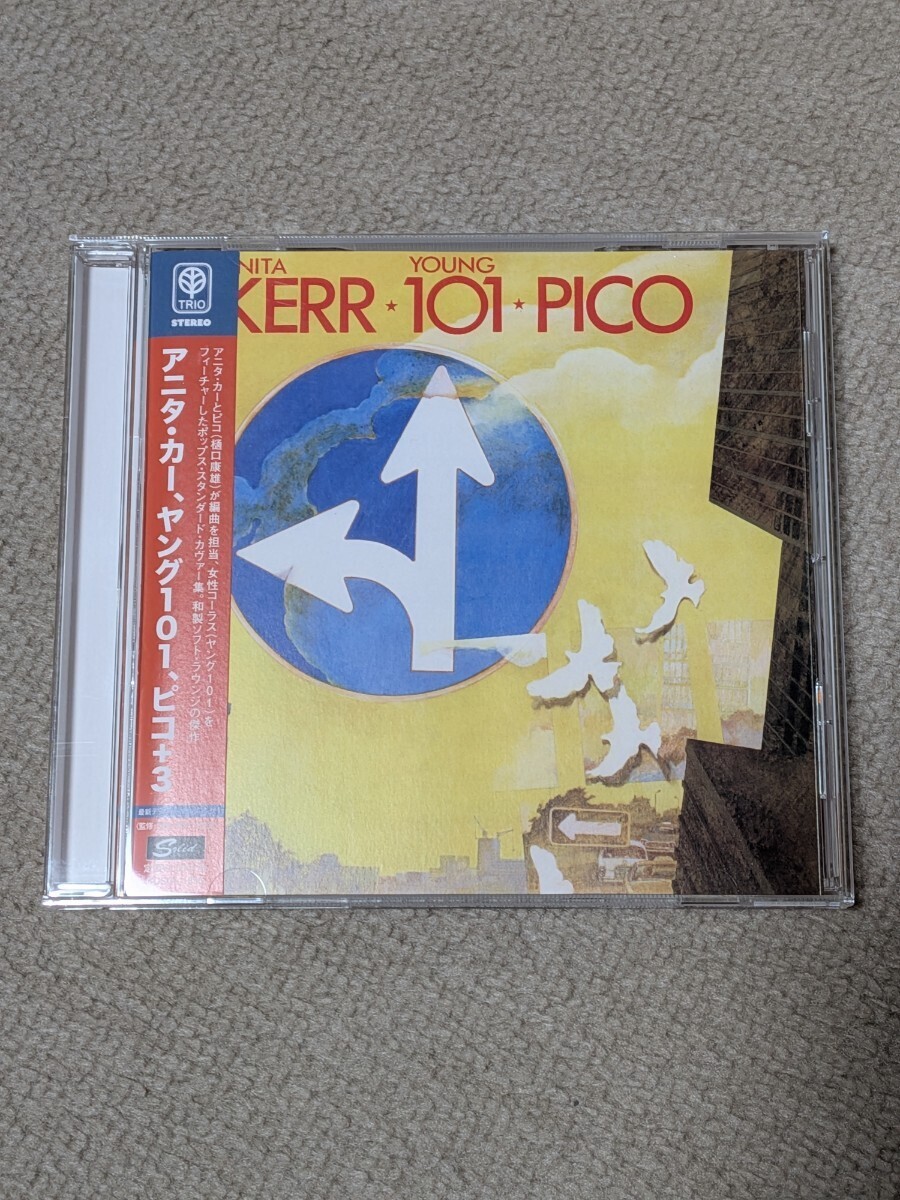 TRIO
STEREO
NITA
YOUNG
KERR★101★PICO
アニタ・カー、ヤング101、ピコ+3
アニタ・カーとピコ(樋口康雄)が編曲を担当、女性コーラス(ヤング101)を
フィーチャーしたポップス・スタンダード・カヴァー集。和製ソフト・ラウンジの傑作
Solid